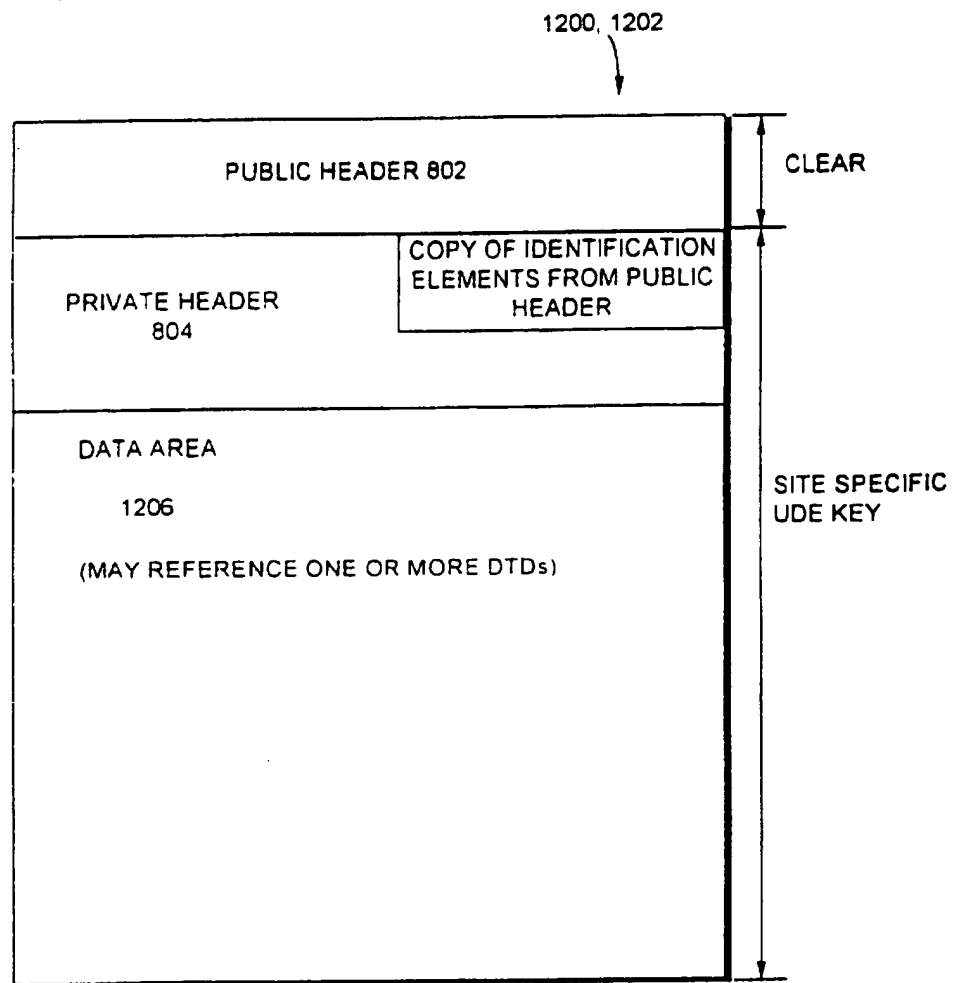 1200, 1202
PUBLIC HEADER 802
CLEAR
COPY OF IDENTIFICATION
ELEMENTS FROM PUBLIC
HEADER
PRIVATE HEADER
804
DATA AREA
1206
(MAY REFERENCE ONE OR MORE DTDs)
SITE SPECIFIC
UDE KEY